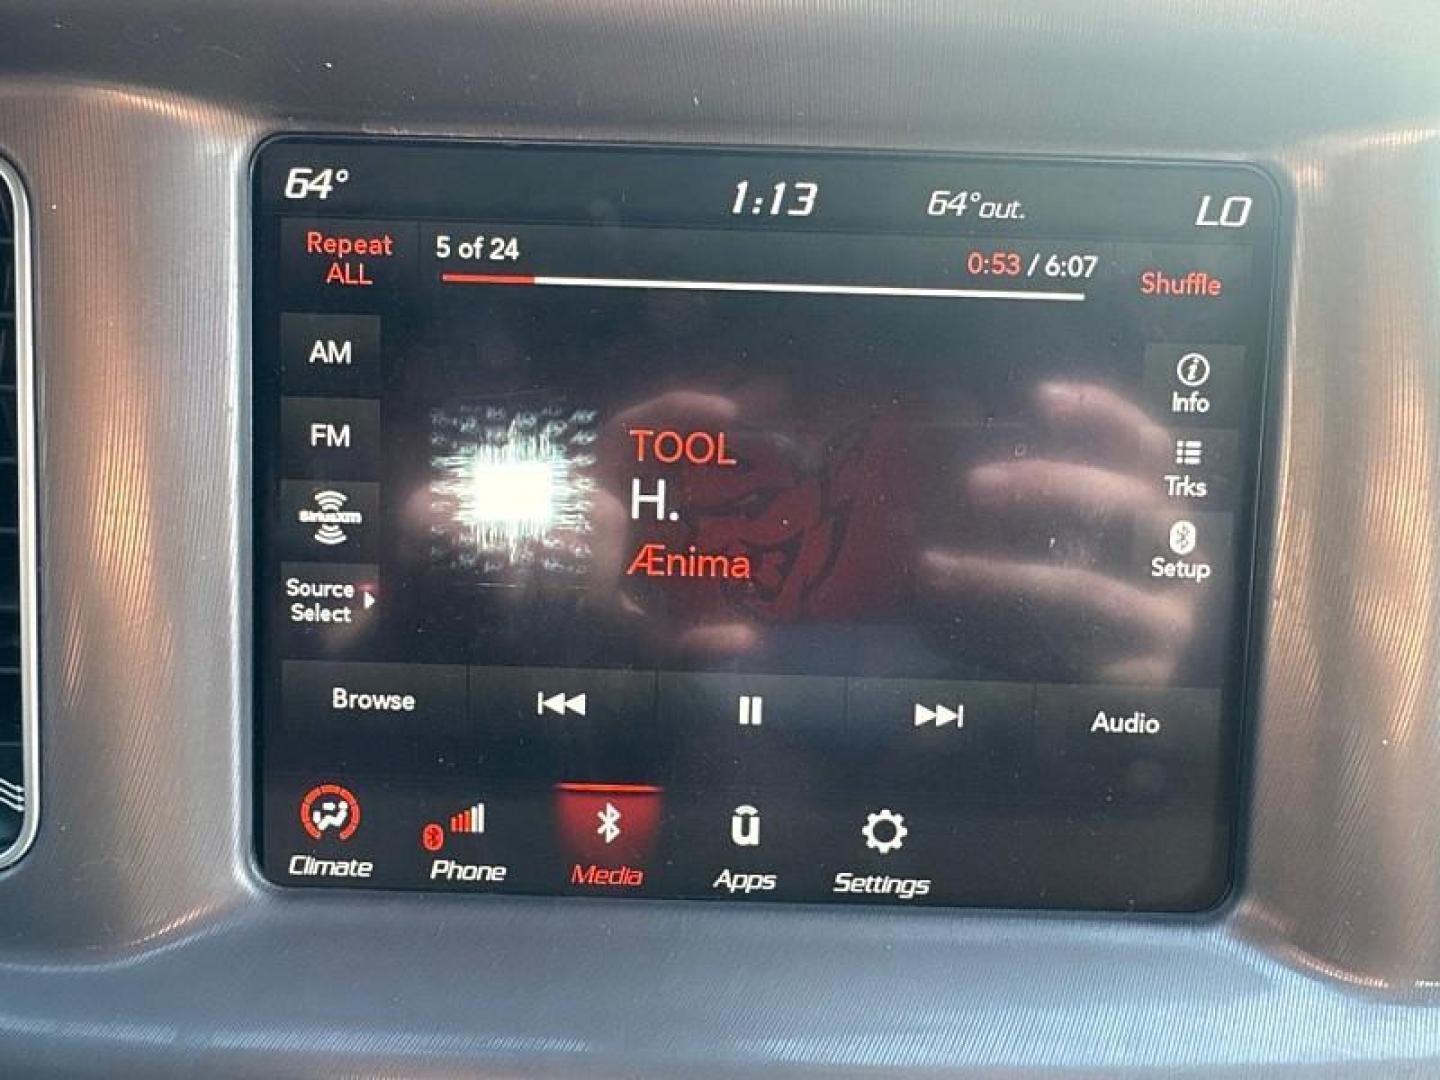 64°
1:13
64°out.
LO
Repeat
ALL
5 of 24
0:53 / 6:07
Shuffle
AM
FM
SiriusXM
Source
Select
TOOL
H.
Ænima
Info
Trks
Setup
Browse
Audio
Climate
Phone
Media
Apps
Settings